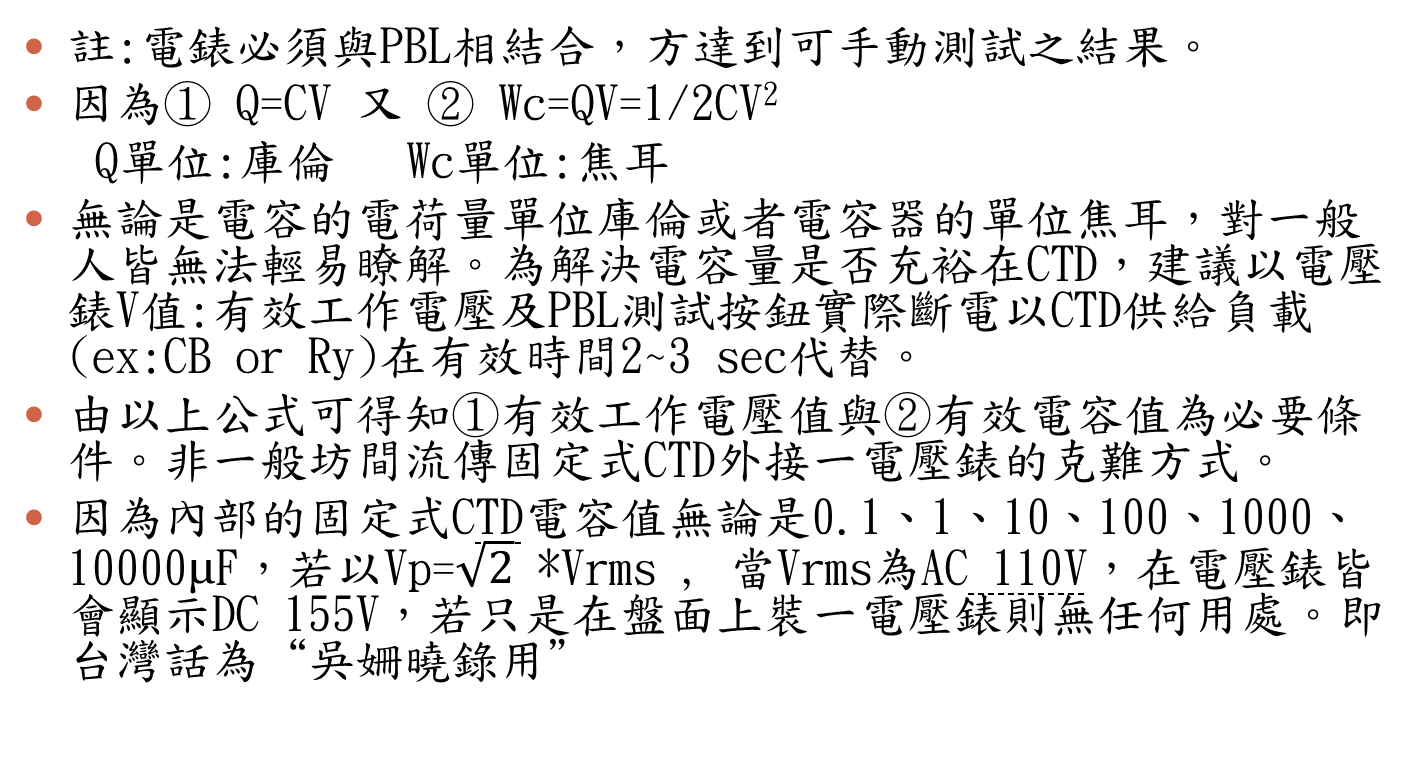 • 註:電錶必須與PBL相結合，方達到可手動測試之結果。
• 因為① Q=CV 又 ② Wc=QV=1/2CV²
Q單位:庫倫 Wc單位:焦耳
• 無論是電容的電荷量單位庫倫或者電容器的單位焦耳，對一般
人皆無法輕易瞭解。為解決電容量是否充裕在CTD，建議以電壓
錶V值:有效工作電壓及PBL測試按鈕實際斷電以CTD供給負載
(ex:CB or Ry)在有效時間2~3 sec代替。
• 由以上公式可得知①有效工作電壓值與②有效電容值為必要條
件。非一般坊間流傳固定式CTD外接一電壓錶的克難方式。
• 因為內部的固定式CTD電容值無論是0.1、1、10、100、1000、
10000μF，若以Vp=√2 *Vrms , 當Vrms為AC 110V，在電壓錶皆
會顯示DC 155V，若只是在盤面上裝一電壓錶則無任何用處。即
台灣話為“吳姍曉錄用”